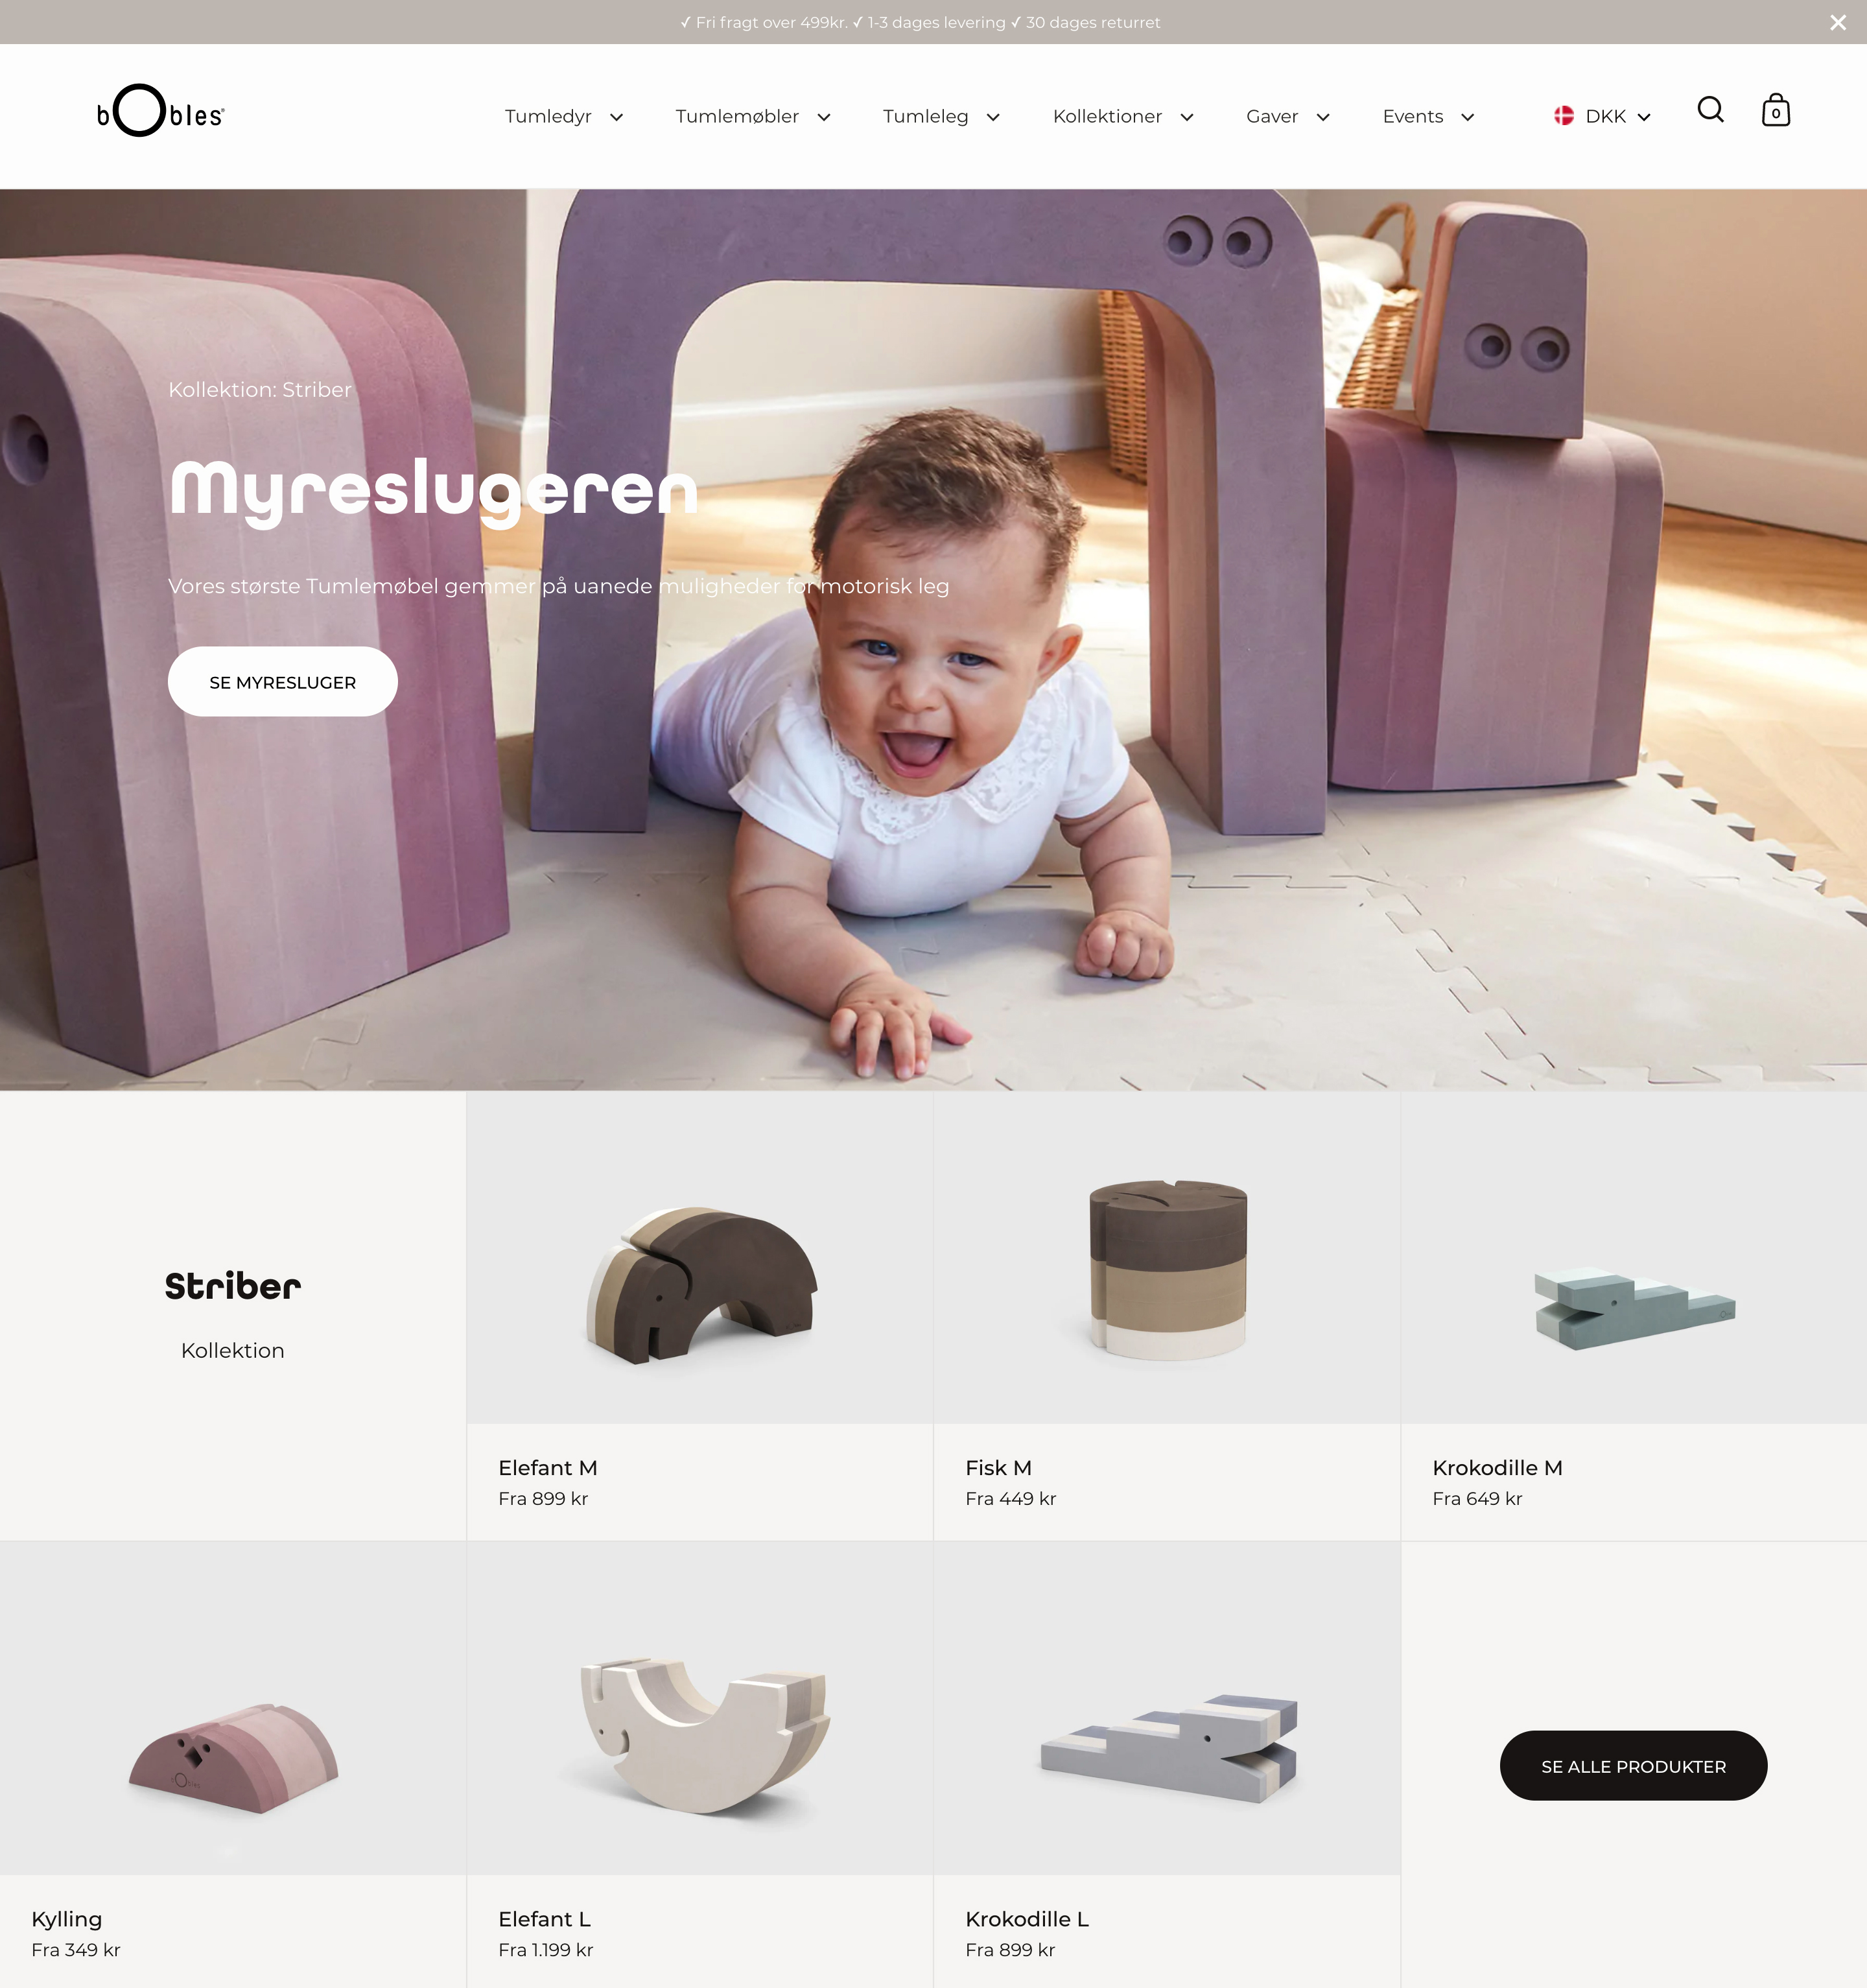 ✓ Fri fragt over 499kr. ✓ 1-3 dages levering ✓ 30 dages returret
bObles®
Tumledyr
Tumlemøbler
Tumleleg
Kollektioner
Gaver
Events
DKK
0
Kollektion: Striber
Myreslugeren
Vores største Tumlemøbel gemmer på uanede muligheder for motorisk leg
SE MYRESLUGER
Striber
Kollektion
Elefant M
Fra 899 kr
Fisk M
Fra 449 kr
Krokodille M
Fra 649 kr
bObles
Kylling
Fra 349 kr
Elefant L
Fra 1.199 kr
Krokodille L
Fra 899 kr
SE ALLE PRODUKTER